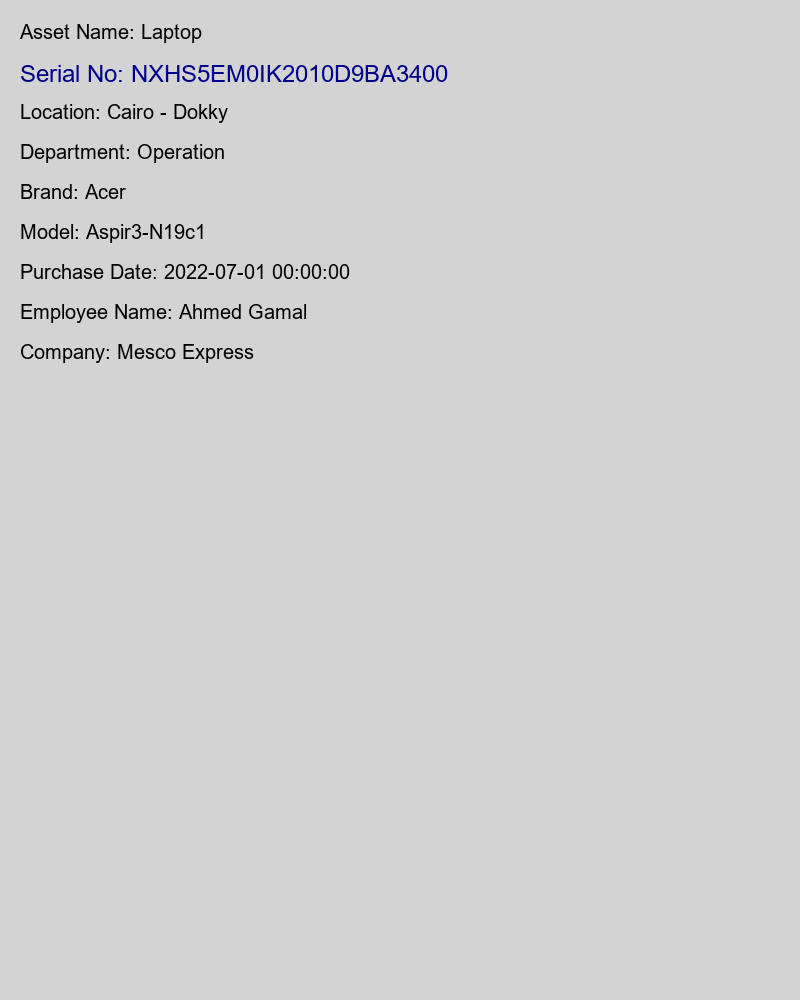 Asset Name: Laptop
Serial No: NXHS5EM0IK2010D9BA3400
Location: Cairo - Dokky
Department: Operation
Brand: Acer
Model: Aspir3-N19c1
Purchase Date: 2022-07-01 00:00:00
Employee Name: Ahmed Gamal
Company: Mesco Express